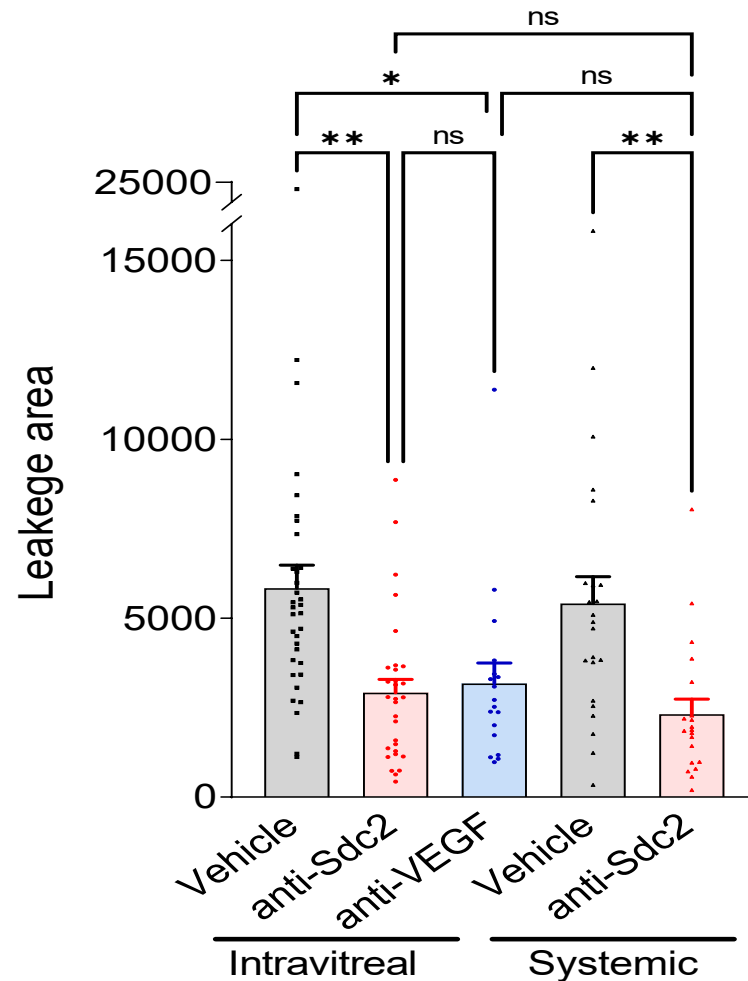 ns
*
ns
**
ns
**
25000
15000
10000
5000
0
Leakege area
Vehicle
anti-Sdc2
anti-VEGF
Vehicle
anti-Sdc2
Intravitreal
Systemic